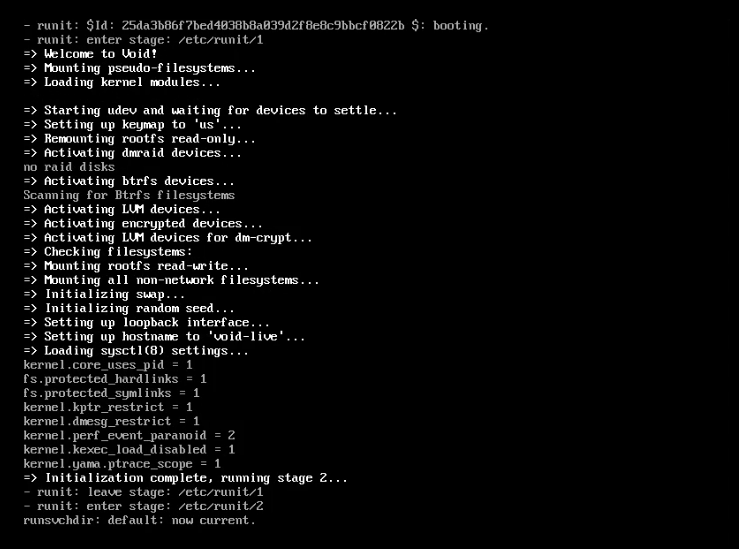 - runit: $Id: 25da3b86f7bed4038b8a039d2f8e8c9bbcf0822b $: booting.
- runit: enter stage: /etc/runit/1
=> Welcome to Void!
=> Mounting pseudo-filesystems...
=> Loading kernel modules...
=> Starting udev and waiting for devices to settle...
=> Setting up keymap to 'us'...
=> Remounting rootfs read-only...
=> Activating dmraid devices...
no raid disks
=> Activating btrfs devices...
Scanning for Btrfs filesystems
=> Activating LVM devices...
=> Activating encrypted devices...
=> Activating LVM devices for dm-crypt...
=> Checking filesystems:
=> Mounting rootfs read-write...
=> Mounting all non-network filesystems...
=> Initializing swap...
=> Initializing random seed...
=> Setting up loopback interface...
=> Setting up hostname to 'void-live'...
=> Loading sysctl(8) settings...
kernel.core_uses_pid = 1
fs.protected_hardlinks = 1
fs.protected_symlinks = 1
kernel.kptr_restrict = 1
kernel.dmesg_restrict = 1
kernel.perf_event_paranoid = 2
kernel.kexec_load_disabled = 1
kernel.yama.ptrace_scope = 1
=> Initialization complete, running stage 2...
- runit: leave stage: /etc/runit/1
- runit: enter stage: /etc/runit/2
runsvchdir: default: now current.